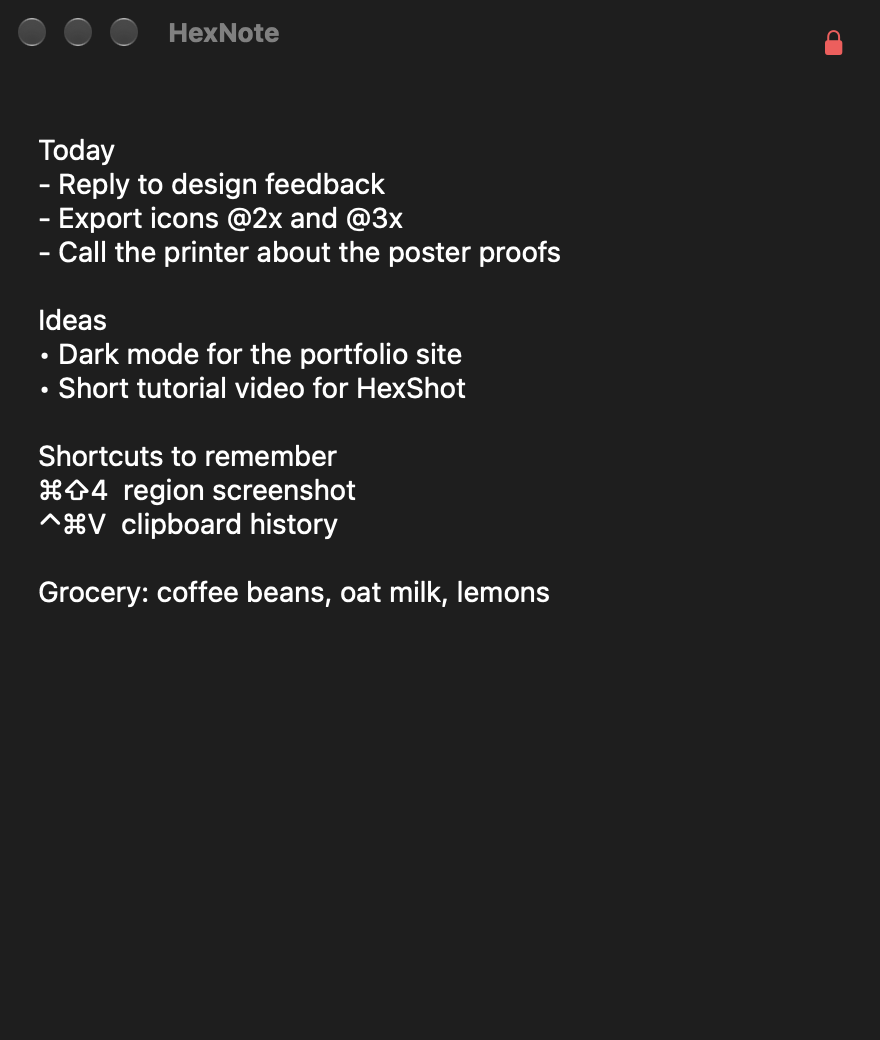 HexNote
Today
- Reply to design feedback
- Export icons @2x and @3x
- Call the printer about the poster proofs
Ideas
• Dark mode for the portfolio site
• Short tutorial video for HexShot
Shortcuts to remember
⌘⇧4  region screenshot
^⌘V  clipboard history
Grocery: coffee beans, oat milk, lemons